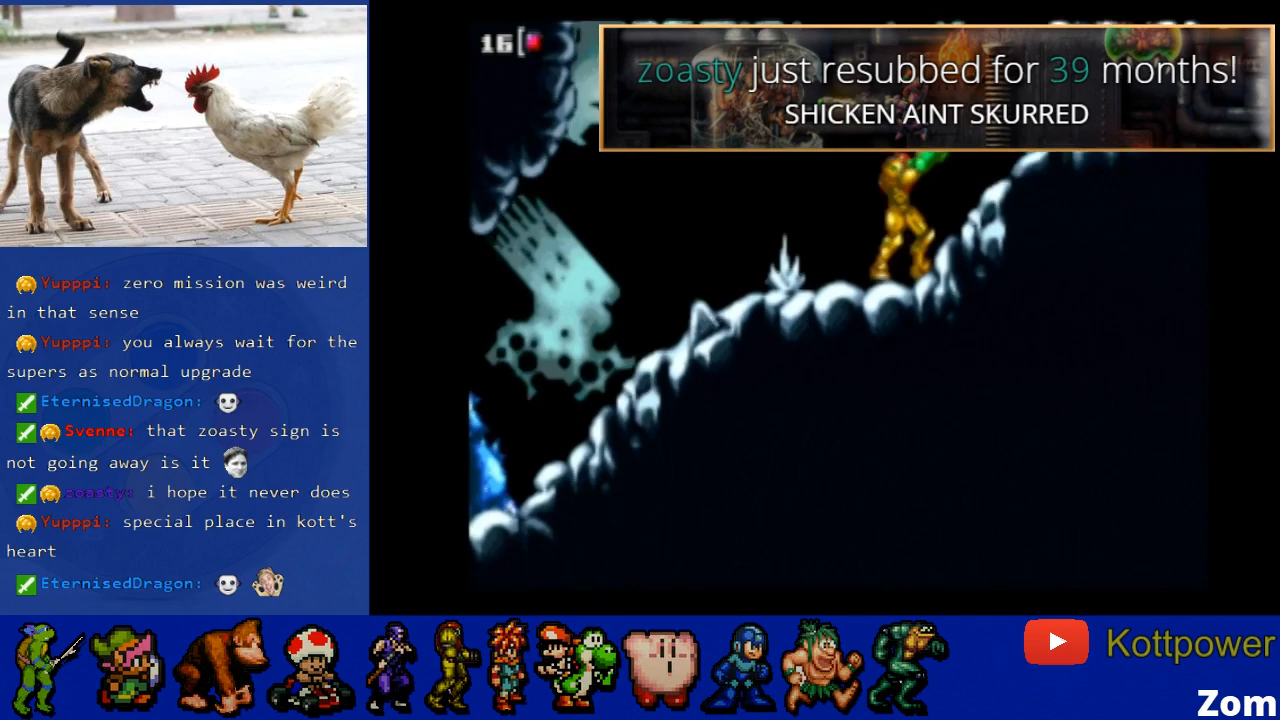 16
zoasty just resubbed for 39 months!
SHICKEN AINT SKURRED
Yupppi: zero mission was weird
in that sense
Yupppi: you always wait for the
supers as normal upgrade
EternisedDragon:
Svenne: that zoasty sign is
not going away is it
zoasty: i hope it never does
Yupppi: special place in kott's
heart
EternisedDragon:
Kottpower
Zom